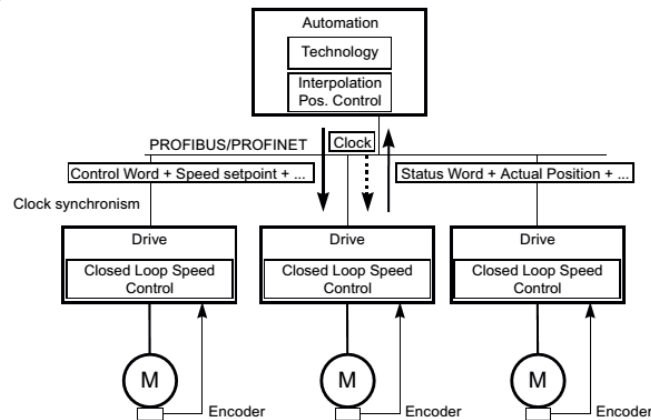 Automation
Technology
Interpolation
Pos. Control
PROFIBUS/PROFINET
Clock
Control Word + Speed setpoint + ...
Status Word + Actual Position + ...
Clock synchronism
Drive
Closed Loop Speed
Control
Drive
Closed Loop Speed
Control
Drive
Closed Loop Speed
Control
M
M
M
Encoder
Encoder
Encoder